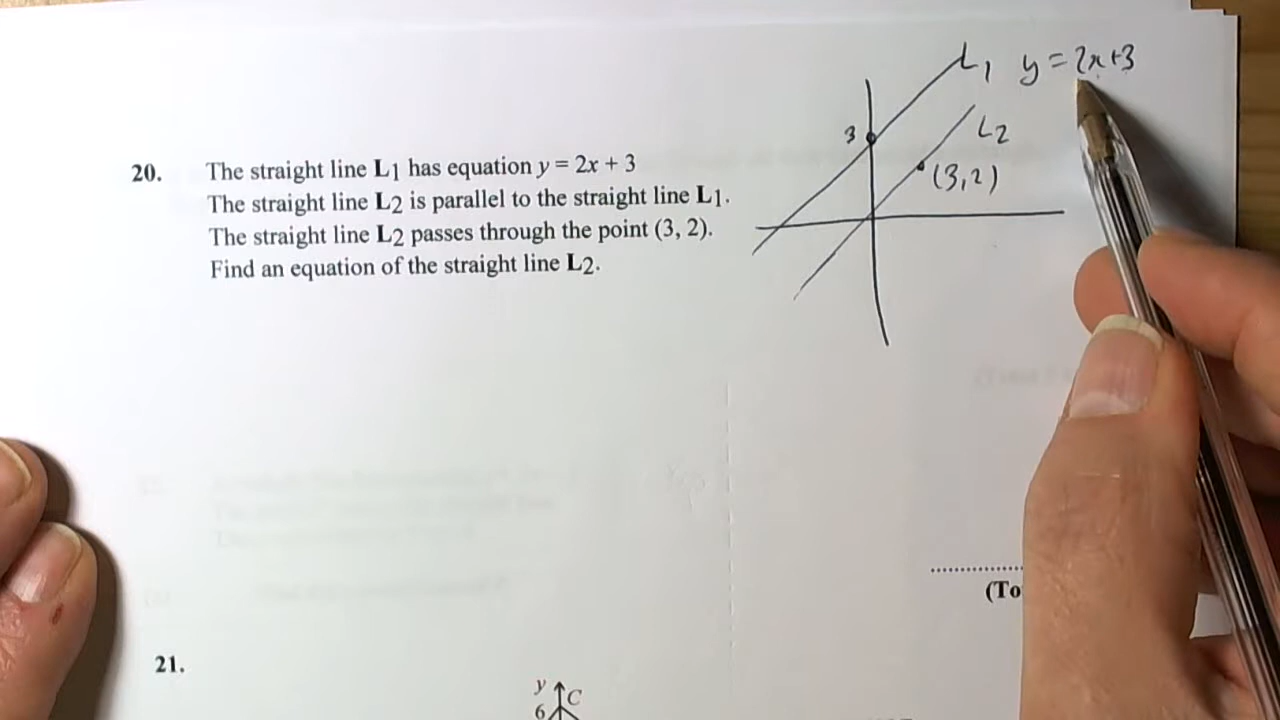 L1 y = 2x+3
3
L2
(3,2)
20. The straight line L1 has equation y = 2x + 3
The straight line L2 is parallel to the straight line L1.
The straight line L2 passes through the point (3, 2).
Find an equation of the straight line L2.
(To
21.
y C
6